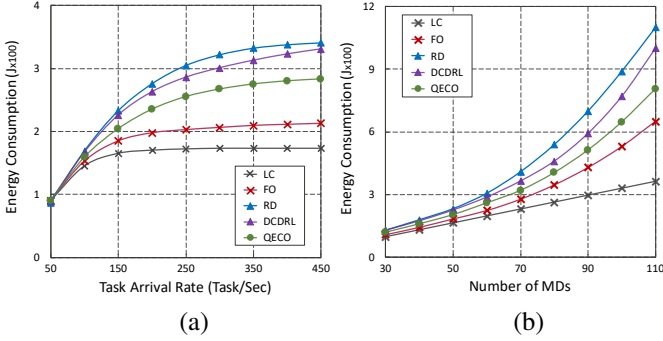 Energy Consumption (Jx100)
4
3
2
1
0
50
150
250
350
450
Task Arrival Rate (Task/Sec)
LC
FO
RD
DCDRL
QECO
(a)
Energy Consumption (Jx100)
12
9
6
3
0
30
50
70
90
110
Number of MDs
LC
FO
RD
DCDRL
QECO
(b)